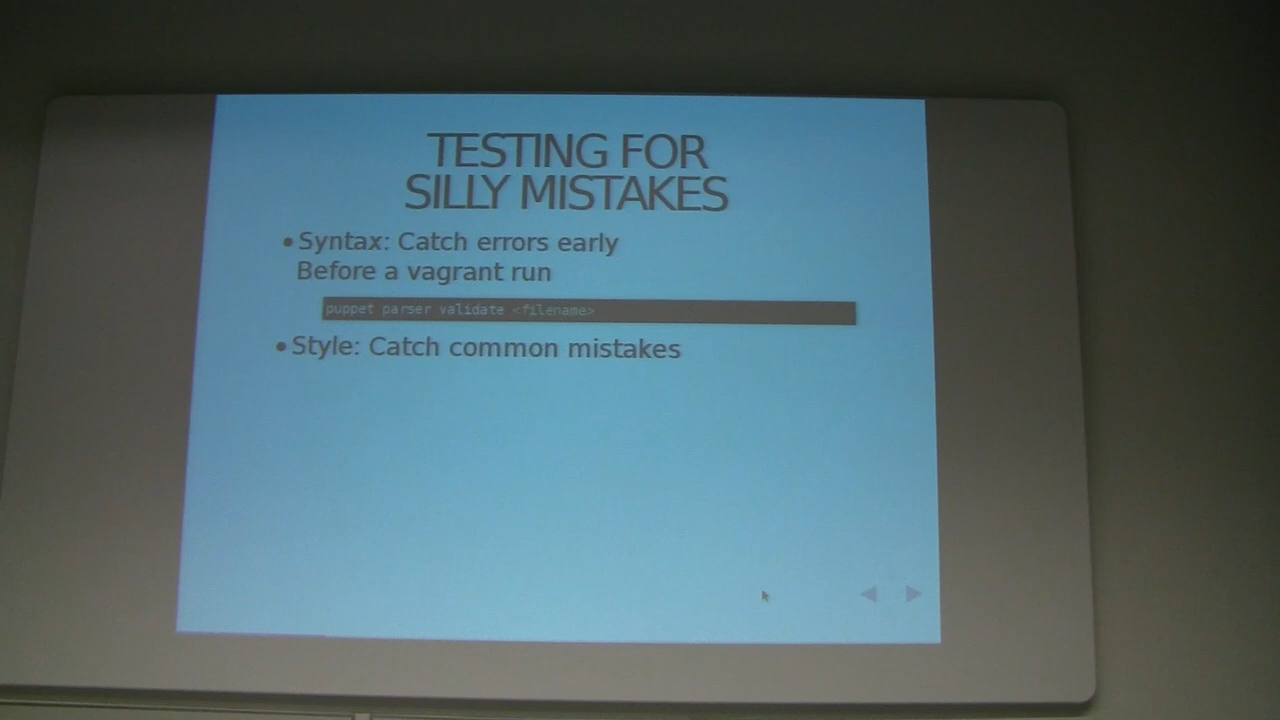 TESTING FOR
SILLY MISTAKES
• Syntax: Catch errors early
Before a vagrant run
puppet parser validate <filename>
• Style: Catch common mistakes